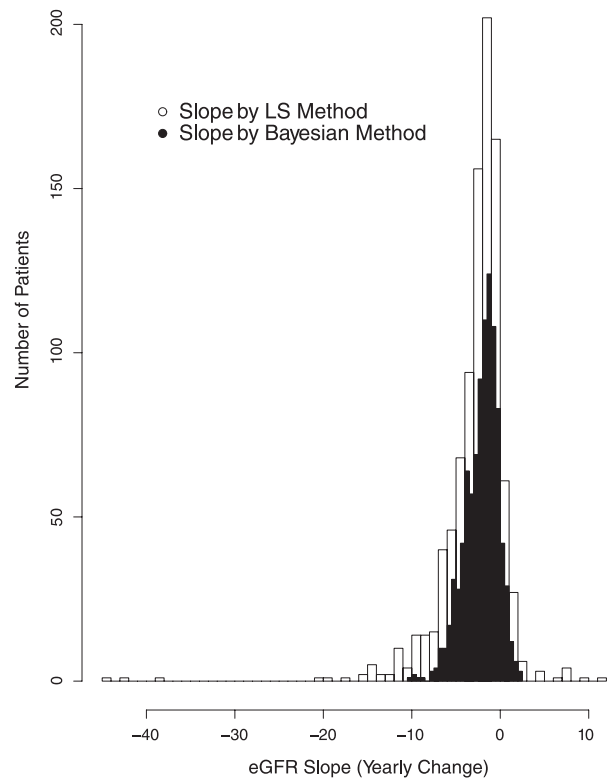 200
○ Slope by LS Method
● Slope by Bayesian Method
150
Number of Patients
100
50
0
−40 −30 −20 −10 0 10
eGFR Slope (Yearly Change)